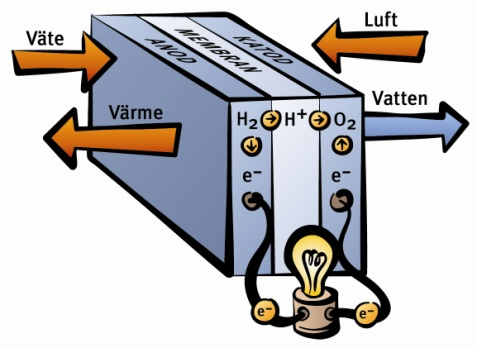 Väte
Luft
ANOD
MEMBRAN
KATOD
Värme
Vatten
H₂ H⁺ O₂
e⁻ e⁻
e⁻ e⁻